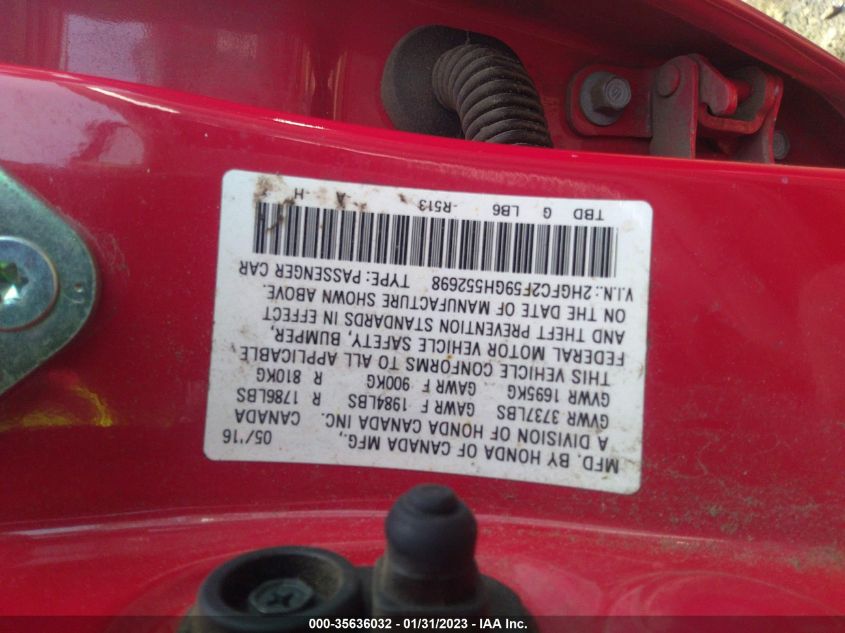 MFD. BY HONDA OF CANADA MFG., 05/'16
A DIVISION OF HONDA CANADA INC. CANADA
GVWR 3737LBS GAWR F 1984LBS R 1786LBS
GVWR 1695KG GAWR F 900KG R 810KG
THIS VEHICLE CONFORMS TO ALL APPLICABLE,
FEDERAL MOTOR VEHICLE SAFETY, BUMPER,
AND THEFT PREVENTION STANDARDS IN EFFECT
ON THE DATE OF MANUFACTURE SHOWN ABOVE.
V.I.N.: 2HGFC2F59GH552698 TYPE: PASSENGER CAR
TBD G LB6 -R513 -A -H
000-35636032 / 01/31/2023 - IAA Inc.